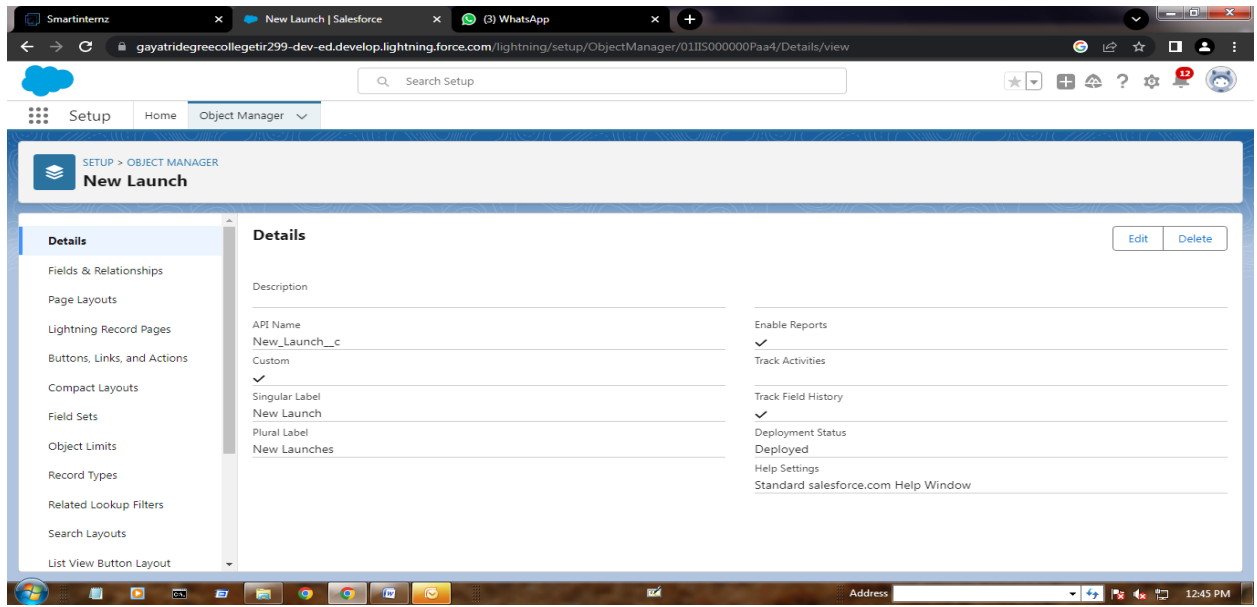 Smartinternz
New Launch | Salesforce
(3) WhatsApp
gayatridegreecollegetir299-dev-ed.develop.lightning.force.com/lightning/setup/ObjectManager/01IIS000000Paa4/Details/view
Search Setup
12
Setup
Home
Object Manager
SETUP > OBJECT MANAGER
New Launch
Details
Fields & Relationships
Page Layouts
Lightning Record Pages
Buttons, Links, and Actions
Compact Layouts
Field Sets
Object Limits
Record Types
Related Lookup Filters
Search Layouts
List View Button Layout
Details
Edit
Delete
Description
API Name
New_Launch__c
Custom
Singular Label
New Launch
Plural Label
New Launches
Enable Reports
Track Activities
Track Field History
Deployment Status
Deployed
Help Settings
Standard salesforce.com Help Window
Address
12:45 PM